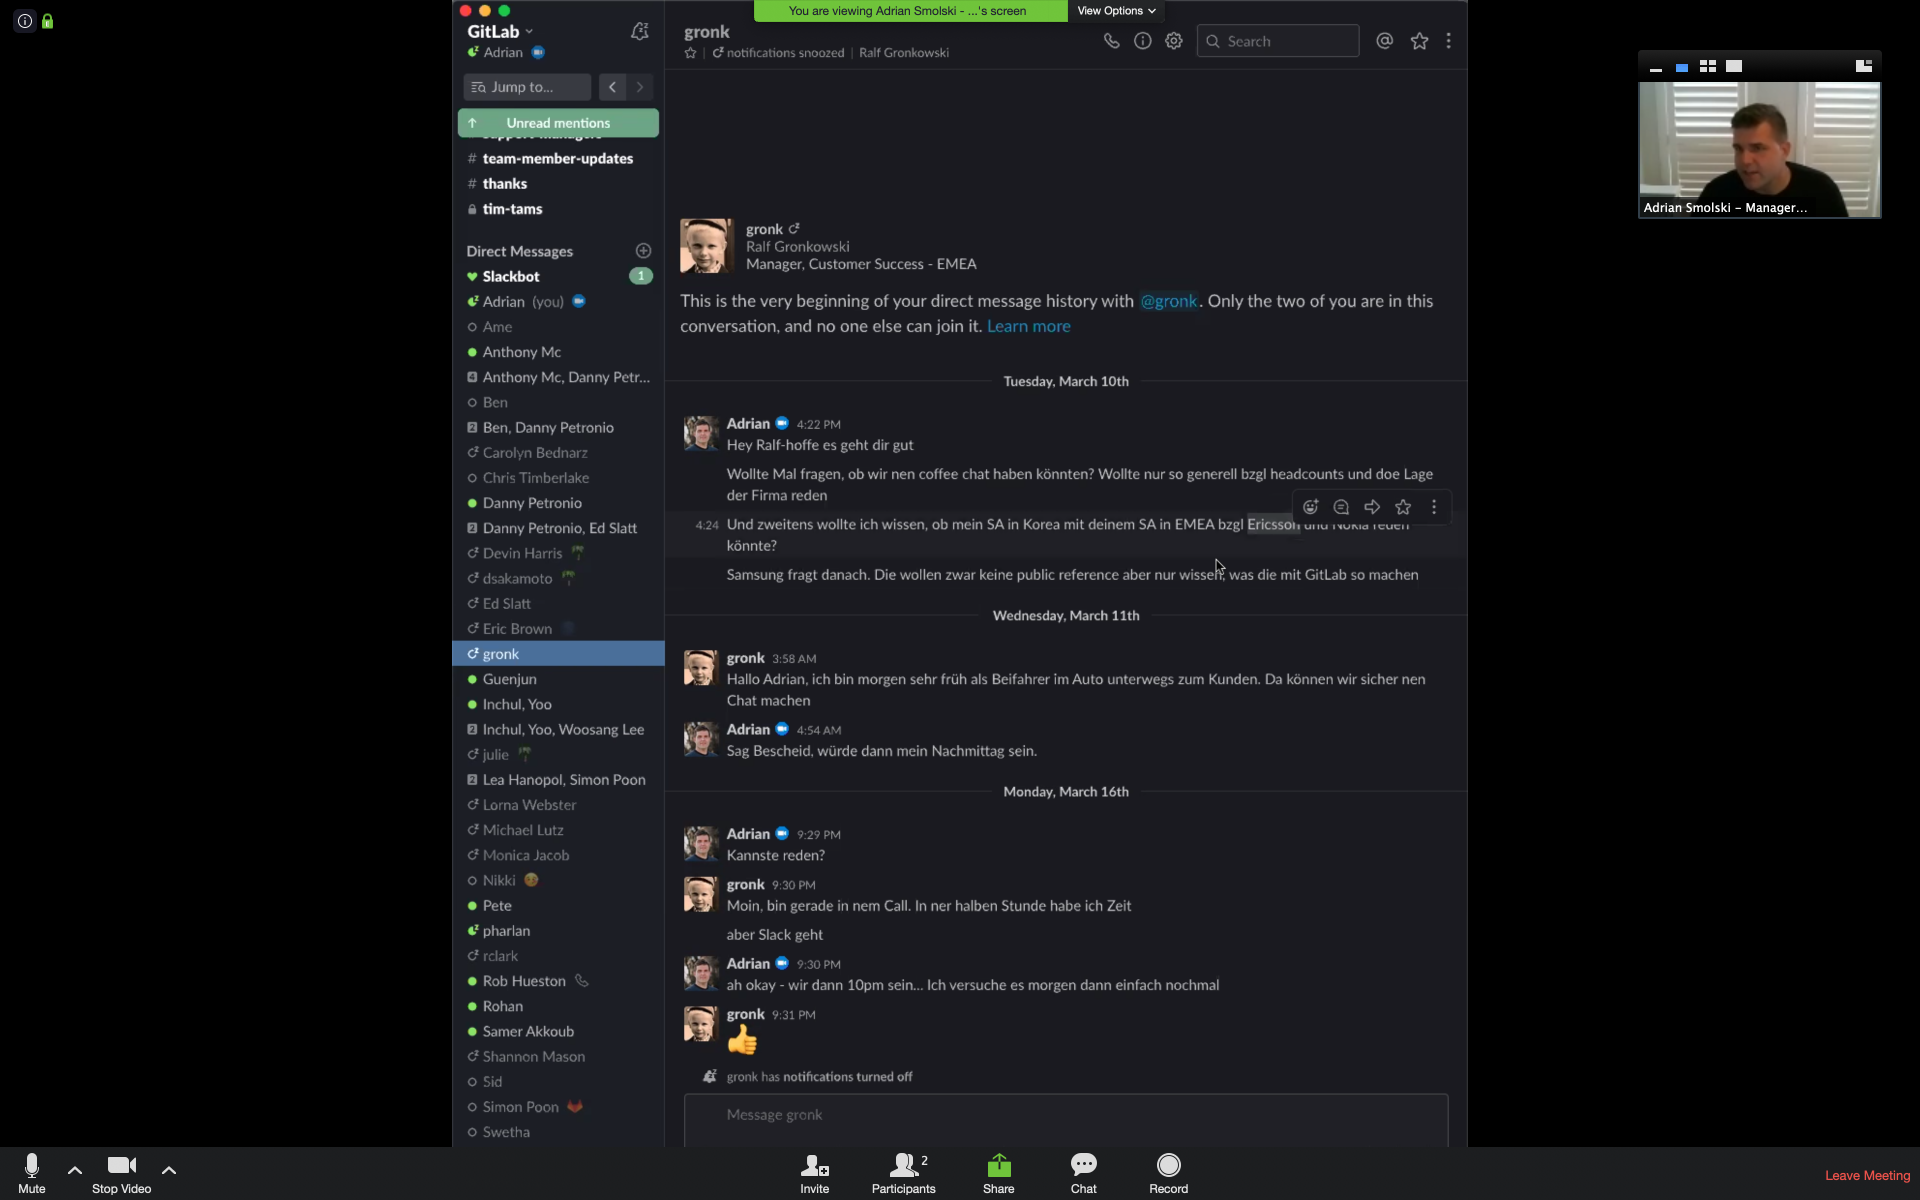 You are viewing Adrian Smolski - ...'s screen
View Options
GitLab
Adrian
Jump to...
Unread mentions
support-managers
# team-member-updates
# thanks
tim-tams
Direct Messages
Slackbot 1
Adrian (you)
Ame
Anthony Mc
4 Anthony Mc, Danny Petr...
Ben
2 Ben, Danny Petronio
Carolyn Bednarz
Chris Timberlake
Danny Petronio
2 Danny Petronio, Ed Slatt
Devin Harris
dsakamoto
Ed Slatt
Eric Brown
gronk
Guenjun
Inchul, Yoo
2 Inchul, Yoo, Woosang Lee
julie
2 Lea Hanopol, Simon Poon
Lorna Webster
Michael Lutz
Monica Jacob
Nikki
Pete
pharlan
rclark
Rob Hueston
Rohan
Samer Akkoub
Shannon Mason
Sid
Simon Poon
Swetha
gronk
notifications snoozed | Ralf Gronkowski
Search
gronk
Ralf Gronkowski
Manager, Customer Success - EMEA
This is the very beginning of your direct message history with @gronk. Only the two of you are in this
conversation, and no one else can join it. Learn more
Tuesday, March 10th
Adrian 4:22 PM
Hey Ralf-hoffe es geht dir gut
Wollte Mal fragen, ob wir nen coffee chat haben könnten? Wollte nur so generell bzgl headcounts und doe Lage
der Firma reden
4:24 Und zweitens wollte ich wissen, ob mein SA in Korea mit deinem SA in EMEA bzgl Ericsson und Nokia reden
könnte?
Samsung fragt danach. Die wollen zwar keine public reference aber nur wissen, was die mit GitLab so machen
Wednesday, March 11th
gronk 3:58 AM
Hallo Adrian, ich bin morgen sehr früh als Beifahrer im Auto unterwegs zum Kunden. Da können wir sicher nen
Chat machen
Adrian 4:54 AM
Sag Bescheid, würde dann mein Nachmittag sein.
Monday, March 16th
Adrian 9:29 PM
Kannste reden?
gronk 9:30 PM
Moin, bin gerade in nem Call. In ner halben Stunde habe ich Zeit
aber Slack geht
Adrian 9:30 PM
ah okay - wir dann 10pm sein... Ich versuche es morgen dann einfach nochmal
gronk 9:31 PM
gronk has notifications turned off
Message gronk
Adrian Smolski - Manager...
Mute
Stop Video
Invite
Participants 2
Share
Chat
Record
Leave Meeting